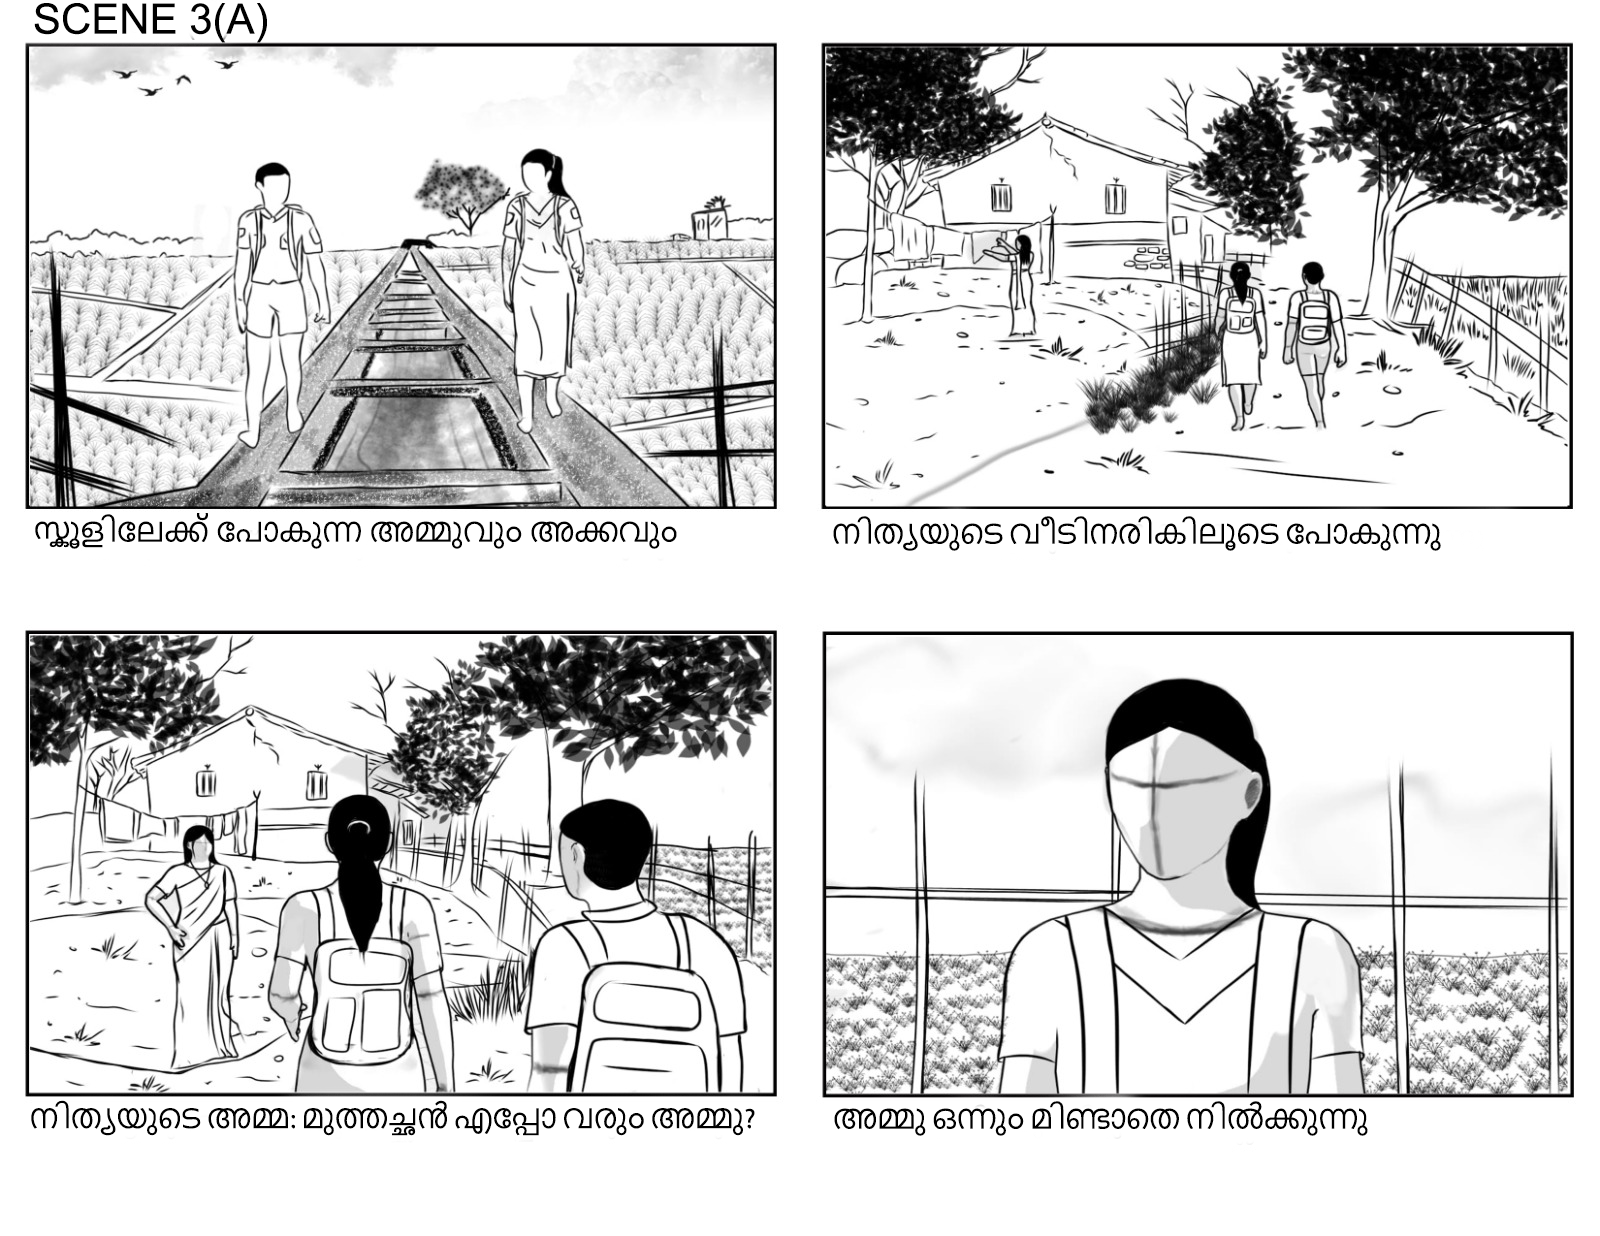 SCENE 3(A)
സ്കൂളിലേക്ക് പോകുന്ന അമ്മുവും അക്കവും
നിത്യയുടെ വീടിനരികിലൂടെ പോകുന്നു
നിത്യയുടെ അമ്മ: മുത്തച്ഛൻ എപ്പോ വരും അമ്മു?
അമ്മു ഒന്നും മിണ്ടാതെ നിൽക്കുന്നു